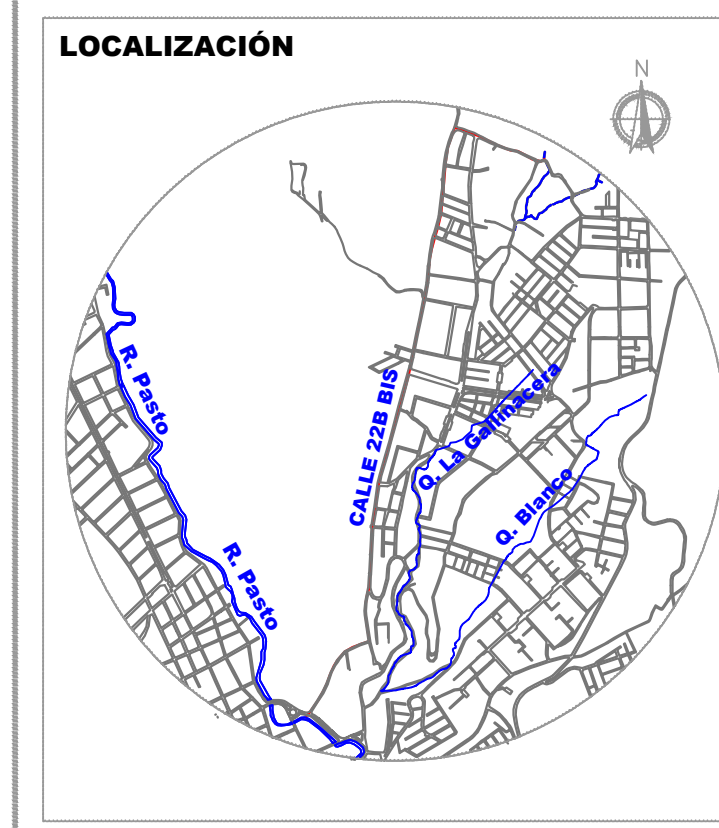 LOCALIZACIÓN
N
R. Pasto
CALLE 22B BIS
Q. La Gallinacera
Q. Blanco
R. Pasto